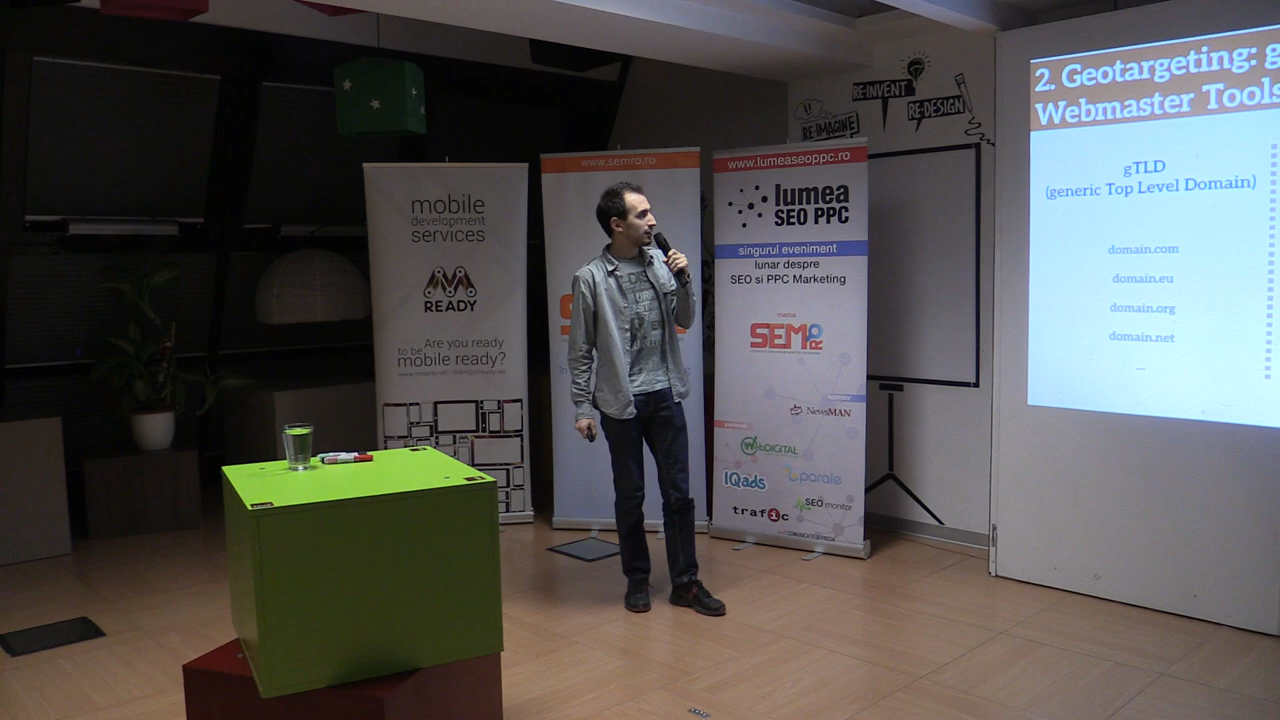 mobile
development
services
READY
Are you ready
to be mobile ready?
www.semro.ro
www.lumeaseoppc.ro
lumea
SEO PPC
singurul eveniment
lunar despre
SEO si PPC Marketing
marca
SEM RO
NewsMAN
WebDIGITAL
IQads
parale
SEO monitor
trafic
RE-INVENT
RE-DESIGN
RE-IMAGINE
2. Geotargeting: g
Webmaster Tools
gTLD
(generic Top Level Domain)
domain.com
domain.eu
domain.org
domain.net
...